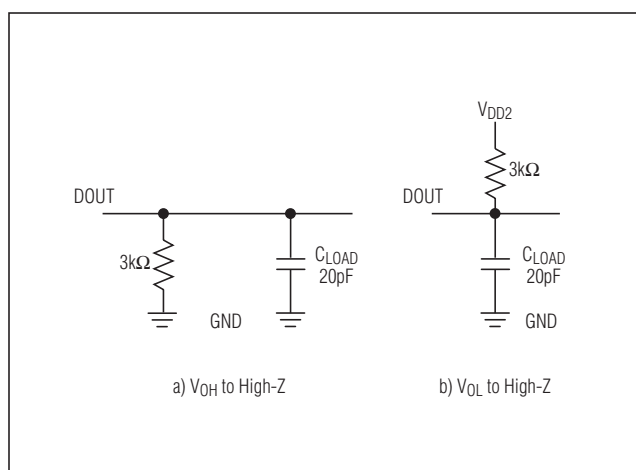 DOUT
3kΩ
GND
CLOAD
20pF
a) VOH to High-Z
VDD2
3kΩ
DOUT
CLOAD
20pF
GND
b) VOL to High-Z